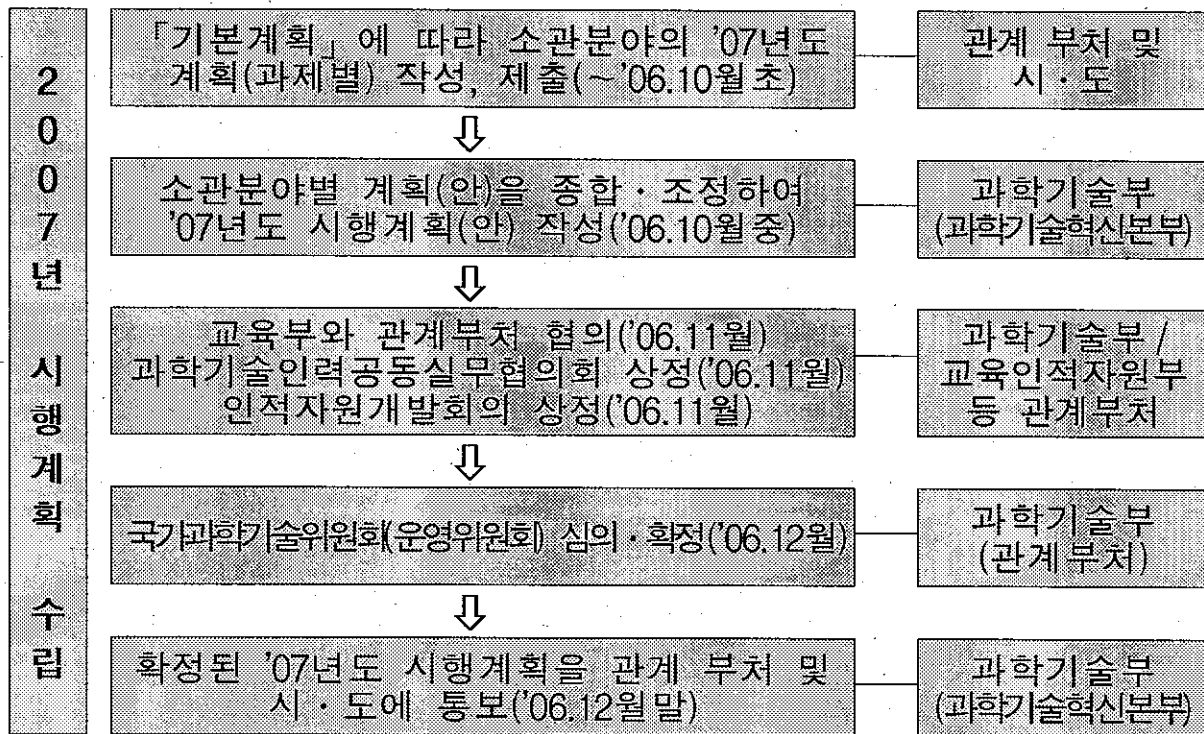 2007년 시행계획 수립
「기본계획」에 따라 소관분야의 '07년도
계획(과제별) 작성, 제출(~'06.10월초)
관계 부처 및
시·도
소관분야별 계획(안)을 종합·조정하여
'07년도 시행계획(안) 작성('06.10월중)
과학기술부
(과학기술혁신본부)
교육부와 관계부처 협의('06.11월)
과학기술인력공동실무협의회 상정('06.11월)
인적자원개발회의 상정('06.11월)
과학기술부/
교육인적자원부
등 관계부처
국가과학기술위원회(운영위원회) 심의·확정('06.12월)
과학기술부
(관계부처)
확정된 '07년도 시행계획을 관계 부처 및
시·도에 통보('06.12월말)
과학기술부
(과학기술혁신본부)